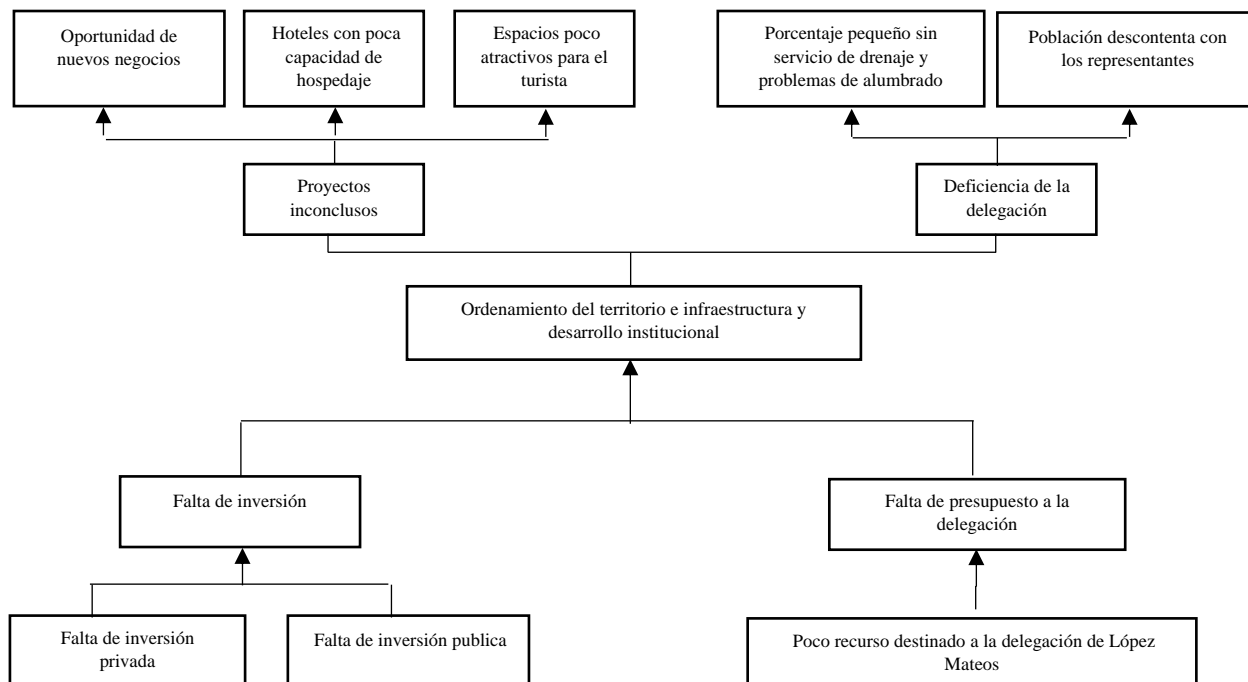 Oportunidad de
nuevos negocios
Hoteles con poca
capacidad de
hospedaje
Espacios poco
atractivos para el
turista
Porcentaje pequeño sin
servicio de drenaje y
problemas de alumbrado
Población descontenta con
los representantes
Proyectos
inconclusos
Deficiencia de la
delegación
Ordenamiento del territorio e infraestructura y
desarrollo institucional
Falta de inversión
Falta de presupuesto a la
delegación
Falta de inversión
privada
Falta de inversión publica
Poco recurso destinado a la delegación de López
Mateos